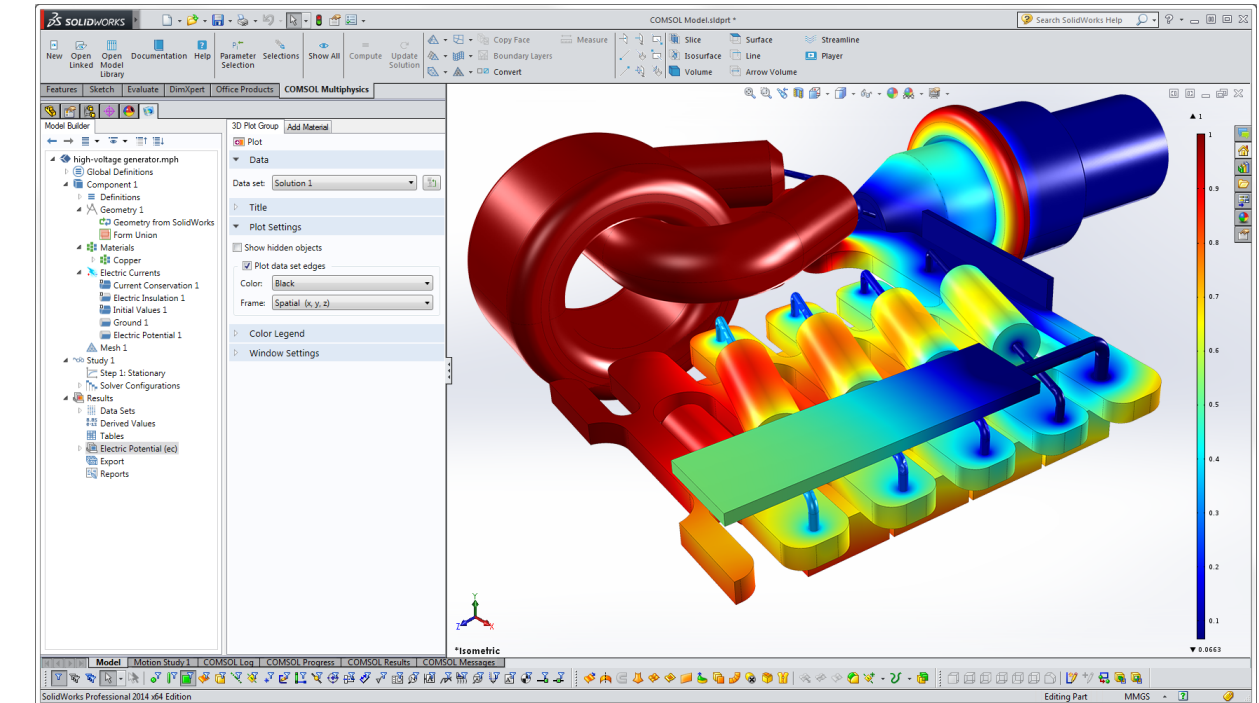 SOLIDWORKS
COMSOL Model.sldprt *
Search SolidWorks Help
New
Open Linked
Open Model Library
Documentation
Help
Parameter Selection
Selections
Show All
Compute
Update Solution
Copy Face
Boundary Layers
Convert
Measure
Slice
Isosurface
Volume
Surface
Line
Arrow Volume
Streamline
Player
Features
Sketch
Evaluate
DimXpert
Office Products
COMSOL Multiphysics
Model Builder
high-voltage generator.mph
Global Definitions
Component 1
Definitions
Geometry 1
Geometry from SolidWorks
Form Union
Materials
Copper
Electric Currents
Current Conservation 1
Electric Insulation 1
Initial Values 1
Ground 1
Electric Potential 1
Mesh 1
Study 1
Step 1: Stationary
Solver Configurations
Results
Data Sets
Derived Values
Tables
Electric Potential (ec)
Export
Reports
3D Plot Group
Add Material
Plot
Data
Data set:
Solution 1
Title
Plot Settings
Show hidden objects
Plot data set edges
Color:
Black
Frame:
Spatial (x, y, z)
Color Legend
Window Settings
▲ 1
1
0.9
0.8
0.7
0.6
0.5
0.4
0.3
0.2
0.1
▼ 0.0663
Y
Z
X
*Isometric
Model
Motion Study 1
COMSOL Log
COMSOL Progress
COMSOL Results
COMSOL Messages
SolidWorks Professional 2014 x64 Edition
Editing Part
MMGS